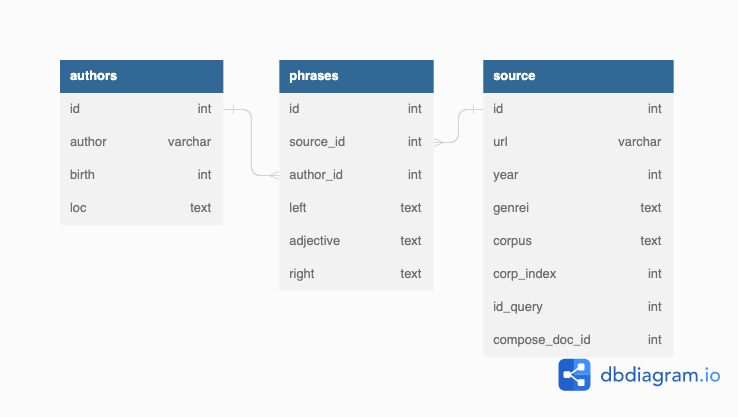 authors
id int
author varchar
birth int
loc text
phrases
id int
source_id int
author_id int
left text
adjective text
right text
source
id int
url varchar
year int
genrei text
corpus text
corp_index int
id_query int
compose_doc_id int
dbdiagram.io